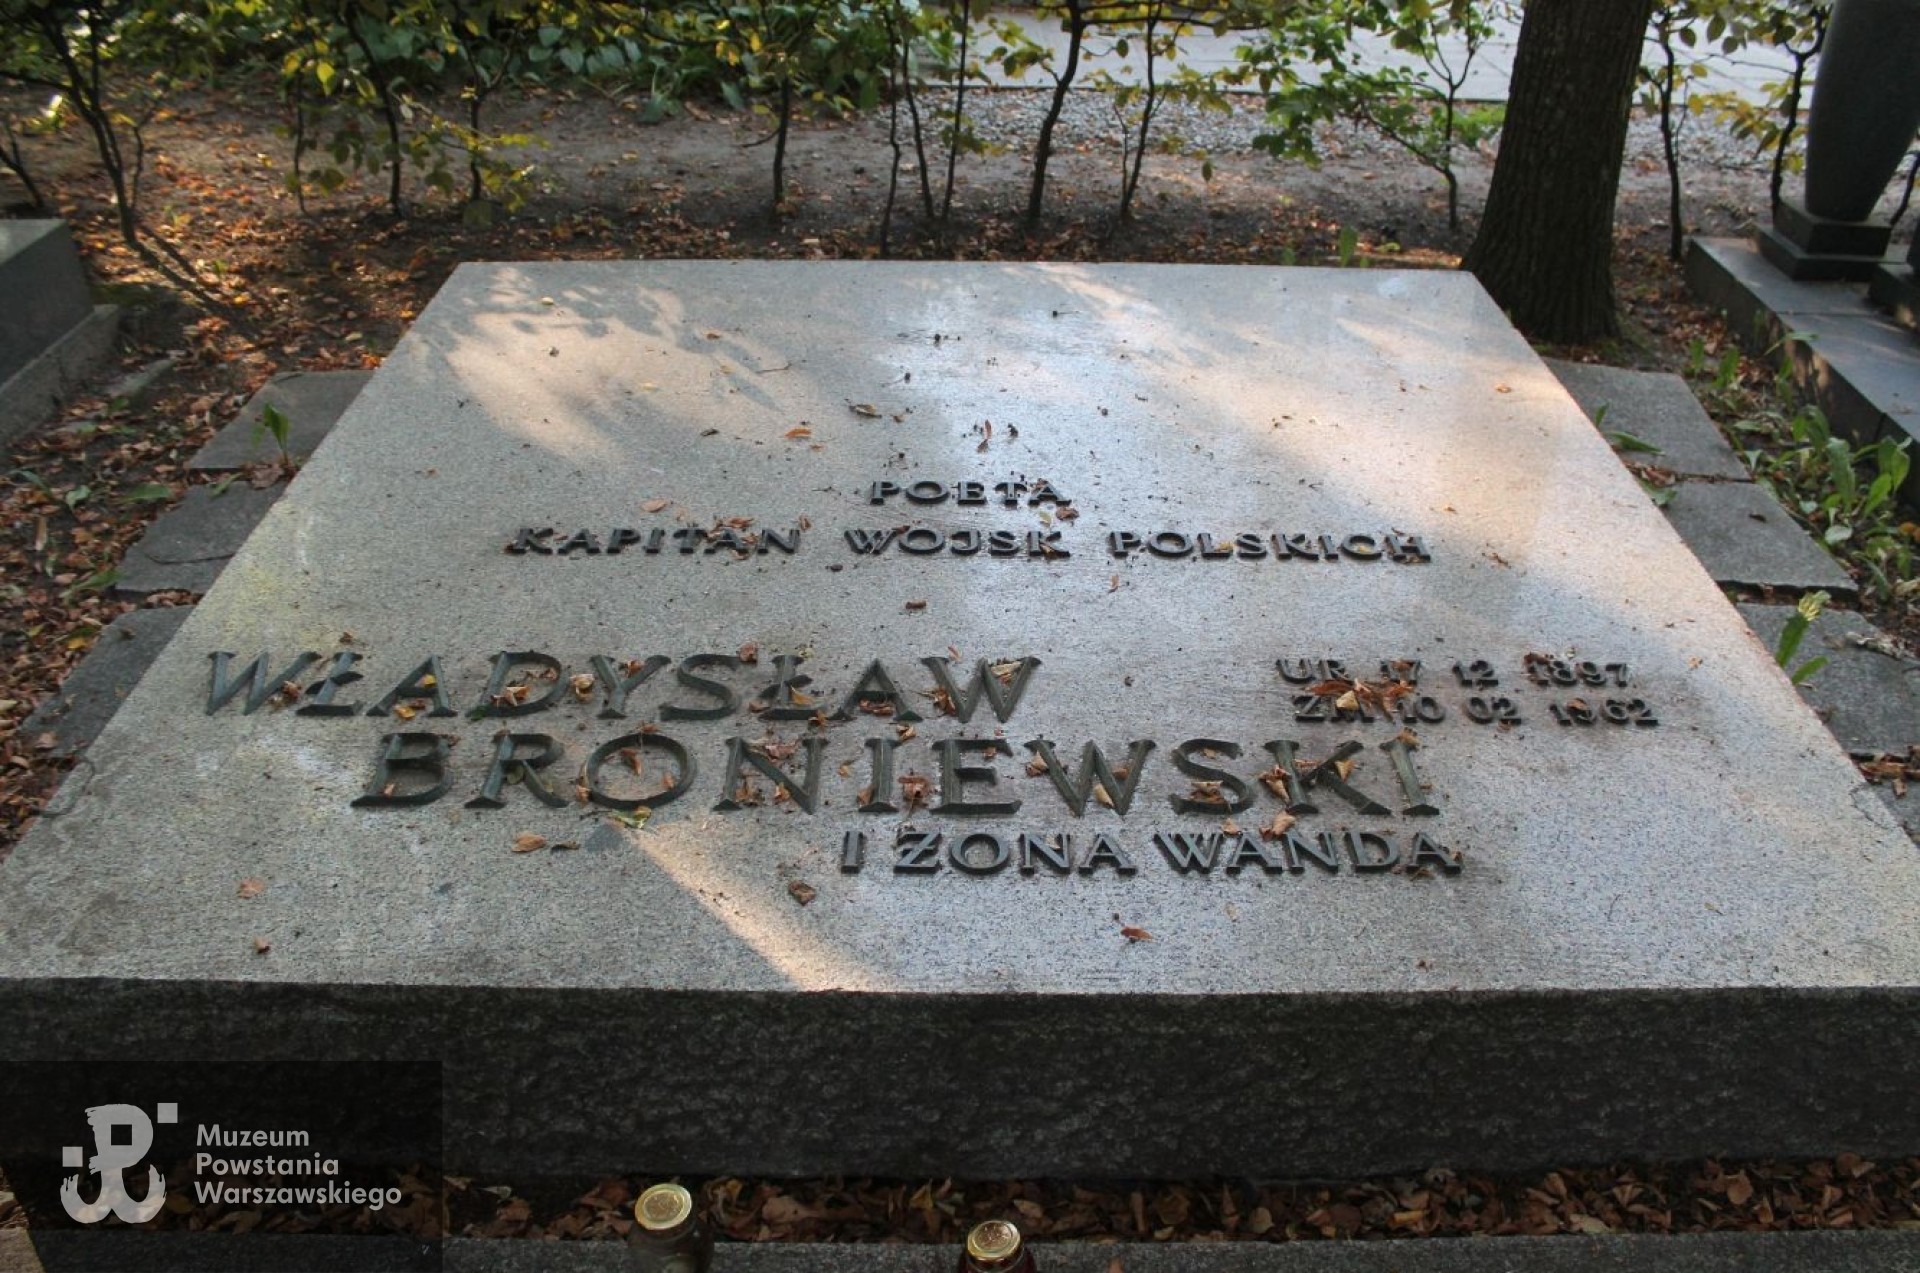 POETA
KAPITAN WOJSK POLSKICH
WŁADYSŁAW
BRONIEWSKI
UR 17 12 1897
ZM 10 02 1962
I ŻONA WANDA
Muzeum
Powstania
Warszawskiego